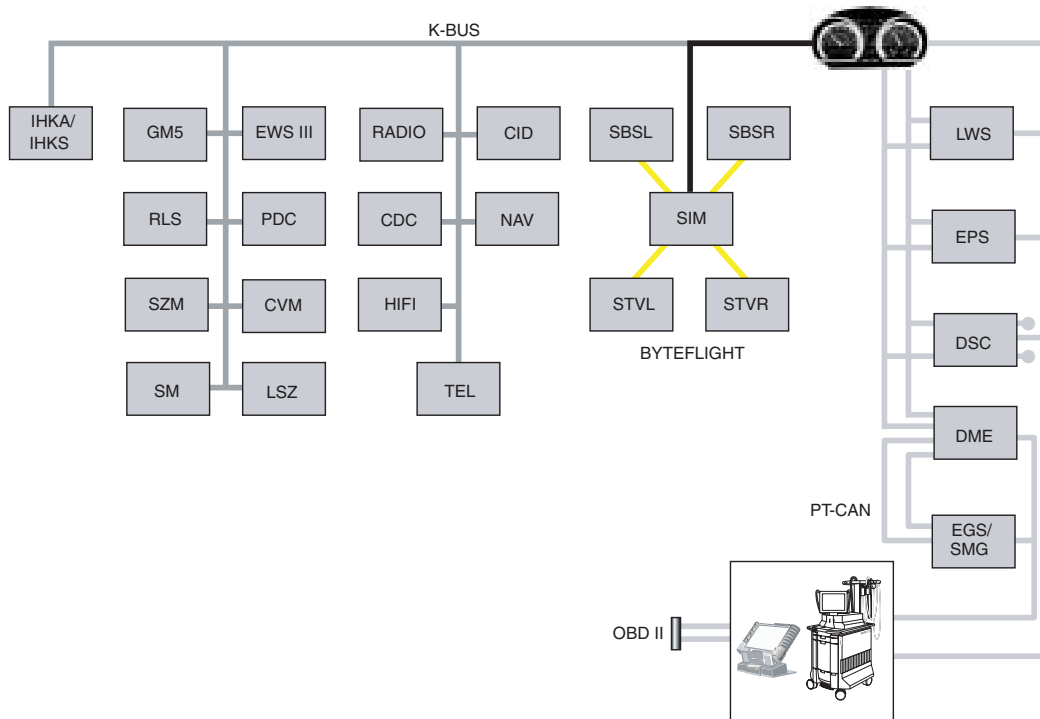 K-BUS
IHKA/
IHKS
GM5
EWS III
RADIO
CID
SBSL
SBSR
LWS
RLS
PDC
CDC
NAV
SIM
EPS
SZM
CVM
HIFI
STVL
STVR
DSC
BYTEFLIGHT
SM
LSZ
TEL
DME
PT-CAN
EGS/
SMG
OBD II